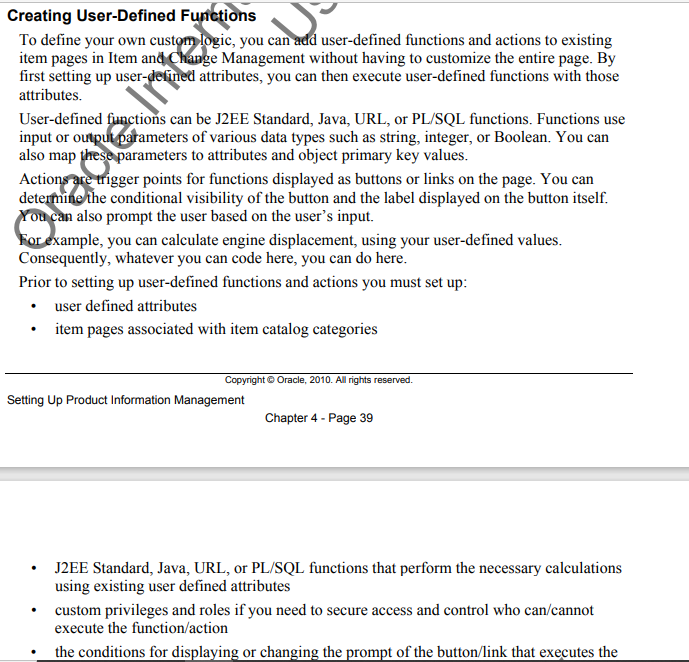 Creating User-Defined Functions
To define your own custom logic, you can add user-defined functions and actions to existing
item pages in Item and Change Management without having to customize the entire page. By
first setting up user-defined attributes, you can then execute user-defined functions with those
attributes.
User-defined functions can be J2EE Standard, Java, URL, or PL/SQL functions. Functions use
input or output parameters of various data types such as string, integer, or Boolean. You can
also map these parameters to attributes and object primary key values.
Actions are trigger points for functions displayed as buttons or links on the page. You can
determine the conditional visibility of the button and the label displayed on the button itself.
You can also prompt the user based on the user's input.
For example, you can calculate engine displacement, using your user-defined values.
Consequently, whatever you can code here, you can do here.
Prior to setting up user-defined functions and actions you must set up:
• user defined attributes
• item pages associated with item catalog categories
Copyright © Oracle, 2010. All rights reserved.
Setting Up Product Information Management
Chapter 4 - Page 39
• J2EE Standard, Java, URL, or PL/SQL functions that perform the necessary calculations
using existing user defined attributes
• custom privileges and roles if you need to secure access and control who can/cannot
execute the function/action
• the conditions for displaying or changing the prompt of the button/link that executes the
Oracle